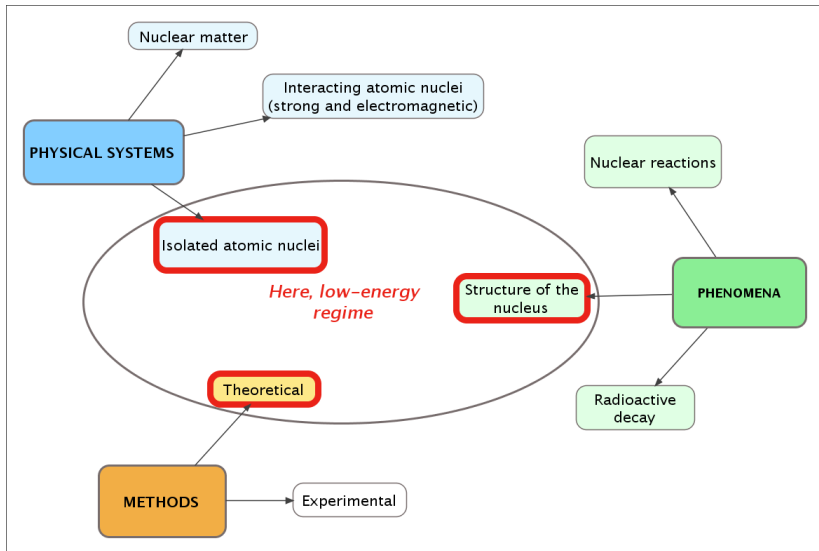 Nuclear matter
Interacting atomic nuclei
(strong and electromagnetic)
PHYSICAL SYSTEMS
Nuclear reactions
Isolated atomic nuclei
Here, low-energy
regime
Structure of the
nucleus
PHENOMENA
Theoretical
Radioactive
decay
METHODS
Experimental